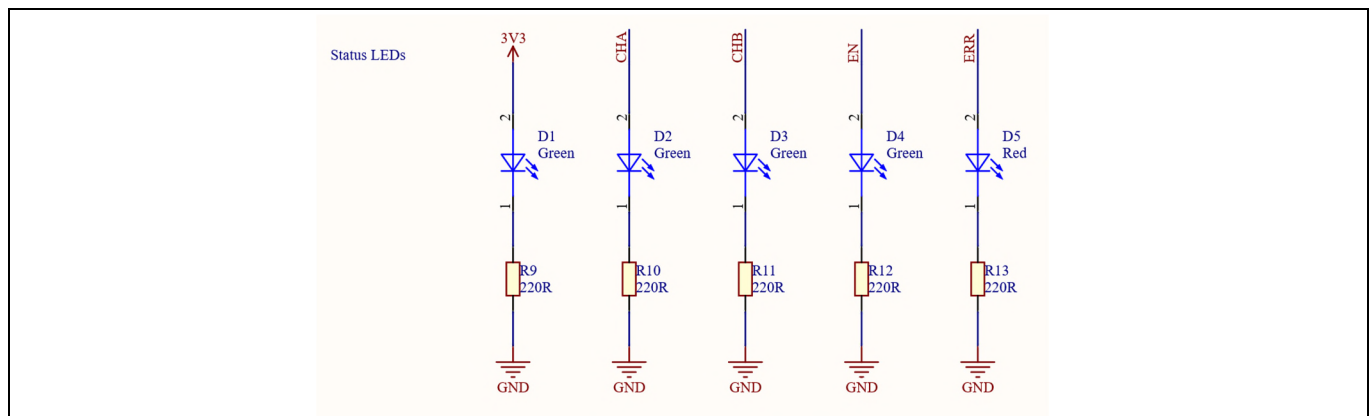 Status LEDs
3V3
CHA
CHB
EN
ERR
2
2
2
2
2
D1
Green
D2
Green
D3
Green
D4
Green
D5
Red
1
1
1
1
1
R9
220R
R10
220R
R11
220R
R12
220R
R13
220R
GND
GND
GND
GND
GND